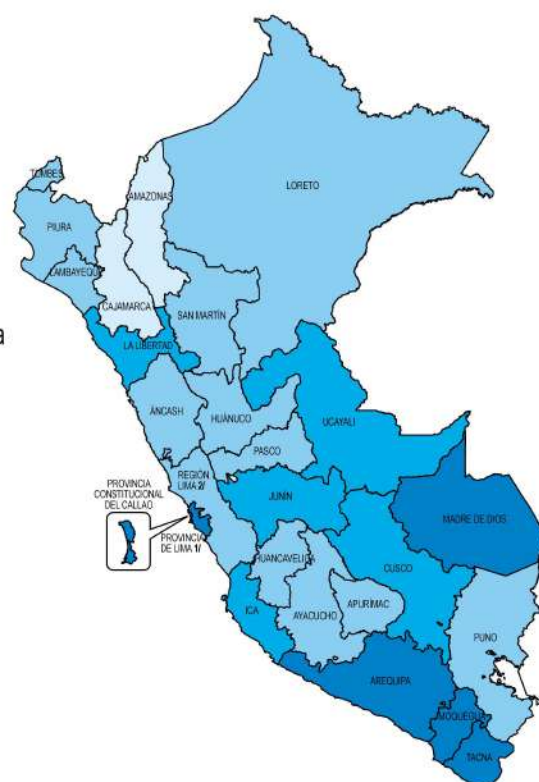 TUMBES
AMAZONAS
LORETO
PIURA
LAMBAYEQUE
CAJAMARCA
SAN MARTÍN
a
LA LIBERTAD
ÁNCASH
HUÁNUCO
UCAYALI
PASCO
REGIÓN
LIMA 2/
PROVINCIA
CONSTITUCIONAL
DEL CALLAO
JUNÍN
MADRE DE DIOS
PROVINCIA
DE LIMA 1/
HUANCAVELICA
CUSCO
ICA
AYACUCHO
APURÍMAC
PUNO
AREQUIPA
MOQUEGUA
TACNA